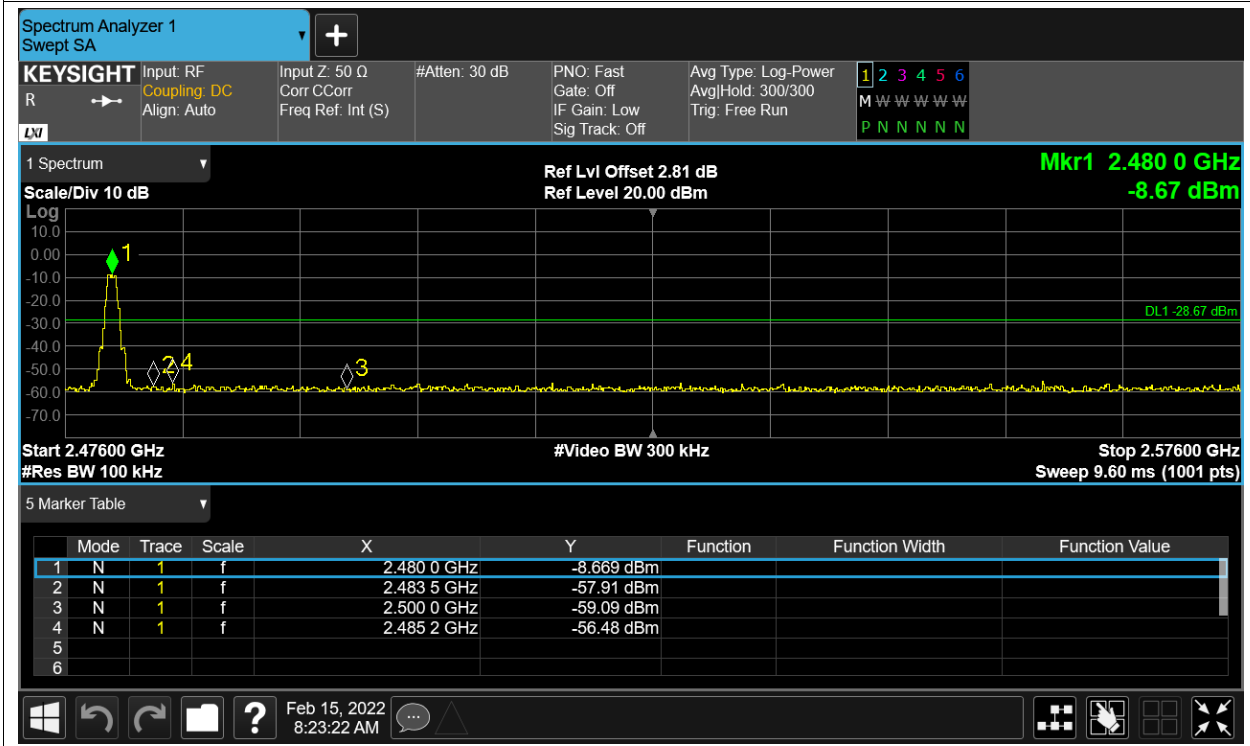 Spectrum Analyzer 1
Swept SA
+
KEYSIGHT Input: RF Input Z: 50 Ω #Atten: 30 dB PNO: Fast Avg Type: Log-Power 1 2 3 4 5 6
R Coupling: DC Corr CCorr Gate: Off Avg|Hold: 300/300 M W W W W W
Align: Auto Freq Ref: Int (S) IF Gain: Low Trig: Free Run
LXI Sig Track: Off P N N N N N
1 Spectrum Ref Lvl Offset 2.81 dB Mkr1 2.480 0 GHz
Scale/Div 10 dB Ref Level 20.00 dBm -8.67 dBm
Log
10.0
0.00 1
-10.0
-20.0
DL1 -28.67 dBm
-30.0
-40.0
2 4 3
-50.0
-60.0
-70.0
Start 2.47600 GHz #Video BW 300 kHz Stop 2.57600 GHz
#Res BW 100 kHz Sweep 9.60 ms (1001 pts)
5 Marker Table
Mode Trace Scale X Y Function Function Width Function Value
1 N 1 f 2.480 0 GHz -8.669 dBm
2 N 1 f 2.483 5 GHz -57.91 dBm
3 N 1 f 2.500 0 GHz -59.09 dBm
4 N 1 f 2.485 2 GHz -56.48 dBm
5
6
? Feb 15, 2022
8:23:22 AM